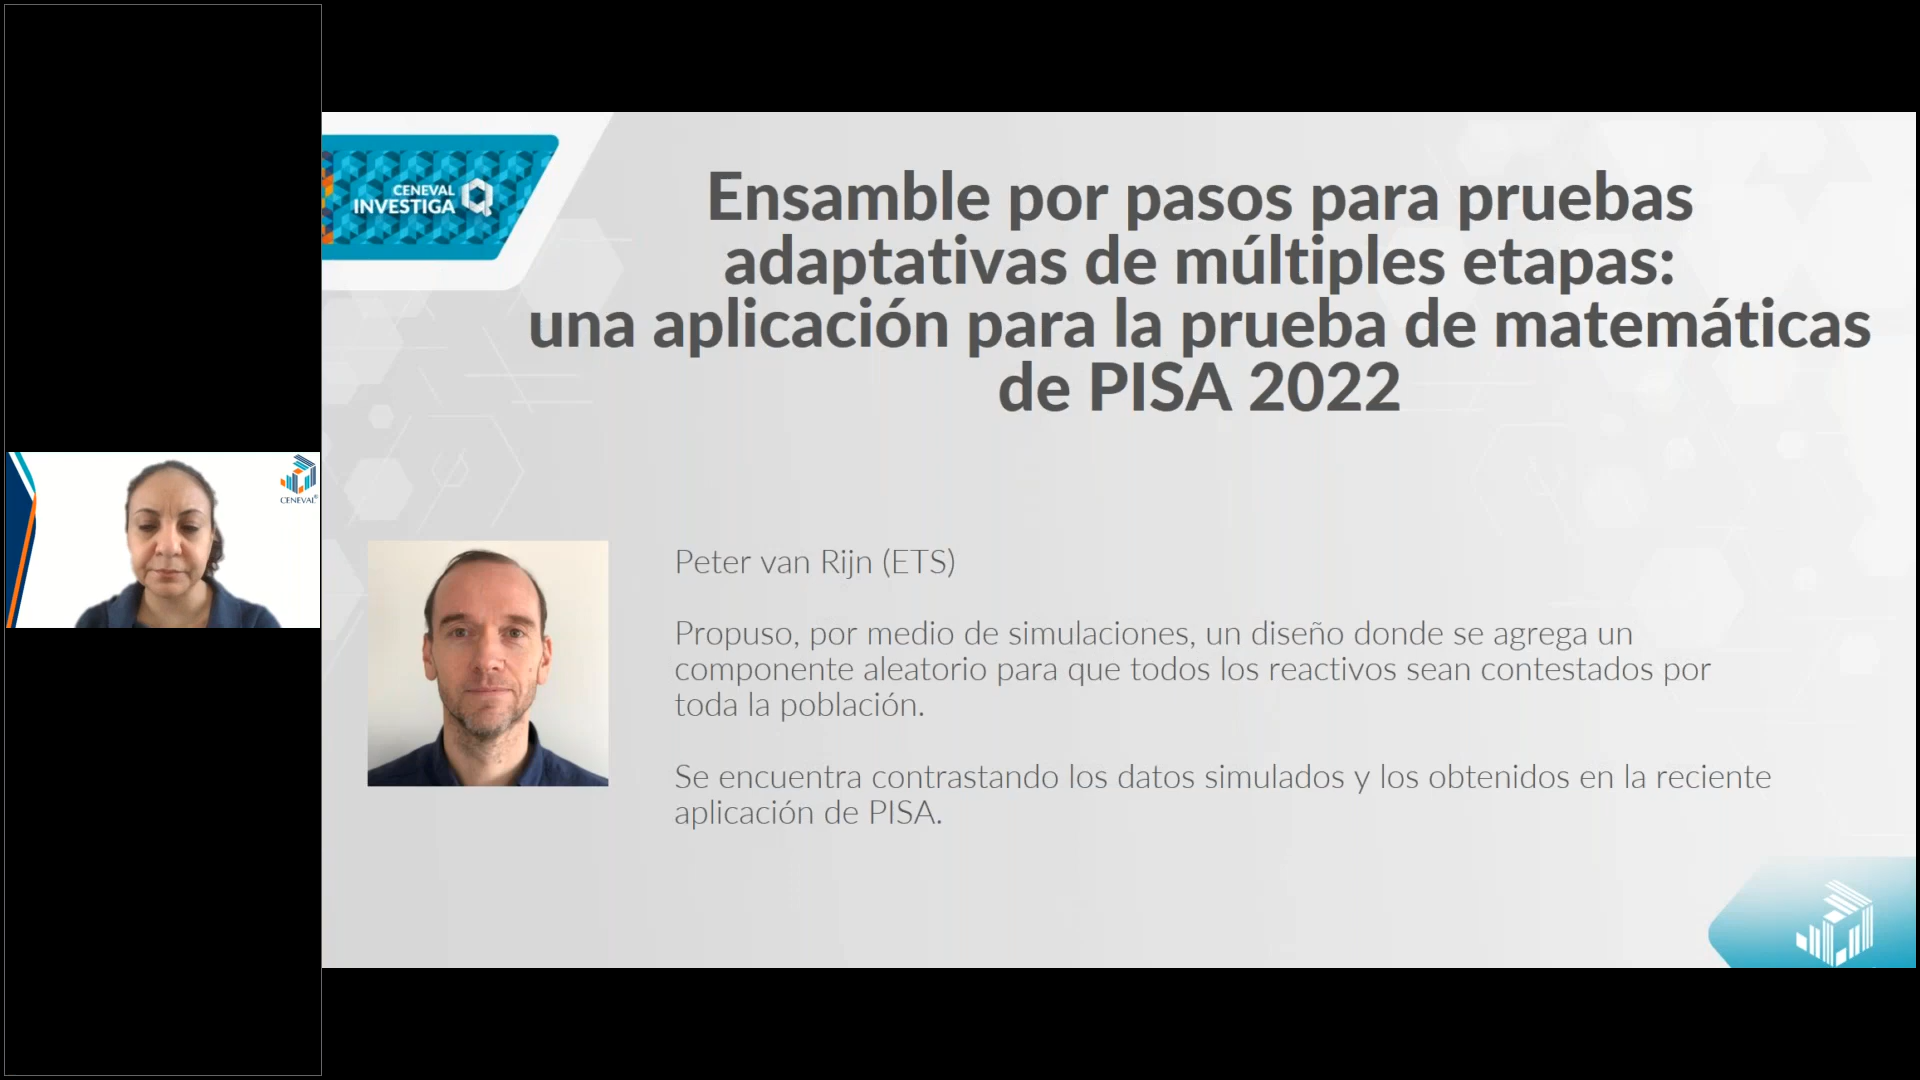 CENEVAL
INVESTIGA
Ensamble por pasos para pruebas
adaptativas de múltiples etapas:
una aplicación para la prueba de matemáticas
de PISA 2022
CENEVAL®
Peter van Rijn (ETS)
Propuso, por medio de simulaciones, un diseño donde se agrega un
componente aleatorio para que todos los reactivos sean contestados por
toda la población.
Se encuentra contrastando los datos simulados y los obtenidos en la reciente
aplicación de PISA.